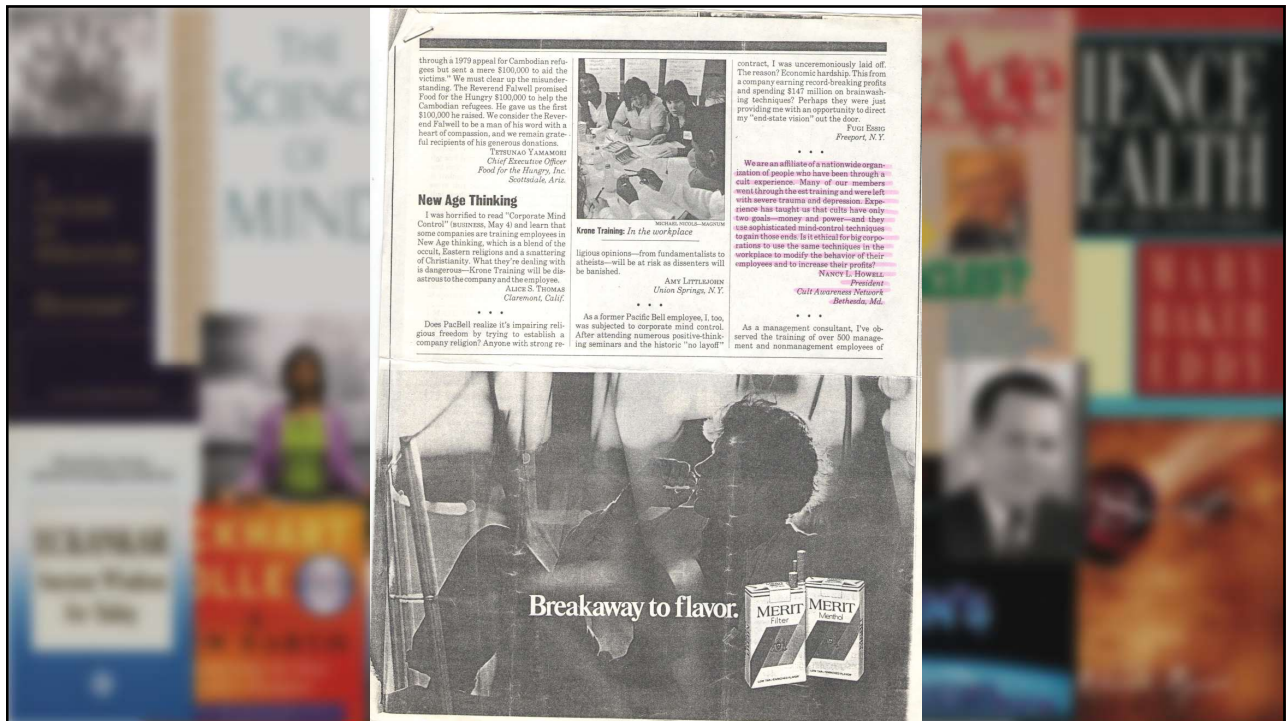 through a 1979 appeal for Cambodian refu-
gees but sent a mere $100,000 to aid the
victims." We must clear up the misunder-
standing. The Reverend Falwell promised
Food for the Hungry $100,000 to help the
Cambodian refugees. He gave us the first
$100,000 he raised. We consider the Rever-
end Falwell to be a man of his word with a
heart of compassion, and we remain grate-
ful recipients of his generous donations.
TETSUNAO YAMAMORI
Chief Executive Officer
Food for the Hungry, Inc.
Scottsdale, Ariz.
New Age Thinking
I was horrified to read "Corporate Mind
Control" (BUSINESS, May 4) and learn that
some companies are training employees in
New Age thinking, which is a blend of the
occult, Eastern religions and a smattering
of Christianity. What they're dealing with
is dangerous—Krone Training will be dis-
astrous to the company and the employee.
ALICE S. THOMAS
Claremont, Calif.
Does PacBell realize it's impairing reli-
gious freedom by trying to establish a
company religion? Anyone with strong re-
MICHAEL NICOLS—MAGNUM
Krone Training: In the workplace
ligious opinions—from fundamentalists to
atheists—will be at risk as dissenters will
be banished.
AMY LITTLEJOHN
Union Springs, N.Y.
As a former Pacific Bell employee, I, too,
was subjected to corporate mind control.
After attending numerous positive-think-
ing seminars and the historic "no layoff"
contract, I was unceremoniously laid off.
The reason? Economic hardship. This from
a company earning record-breaking profits
and spending $147 million on brainwash-
ing techniques? Perhaps they were just
providing me with an opportunity to direct
my "end-state vision" out the door.
FUGI ESSIG
Freeport, N.Y.
We are an affiliate of a nationwide organ-
ization of people who have been through a
cult experience. Many of our members
went through the est training and were left
with severe trauma and depression. Expe-
rience has taught us that cults have only
two goals—money and power—and they
use sophisticated mind-control techniques
to gain those ends. Is it ethical for big corpo-
rations to use the same techniques in the
workplace to modify the behavior of their
employees and to increase their profits?
NANCY L. HOWELL
President
Cult Awareness Network
Bethesda, Md.
As a management consultant, I've ob-
served the training of over 500 manage-
ment and nonmanagement employees of
Breakaway to flavor.
MERIT
Filter
MERIT
Menthol
THE
SCIENCE
OF
MIND
ECKANKAR
Age
MARY
BAKER
EDDY